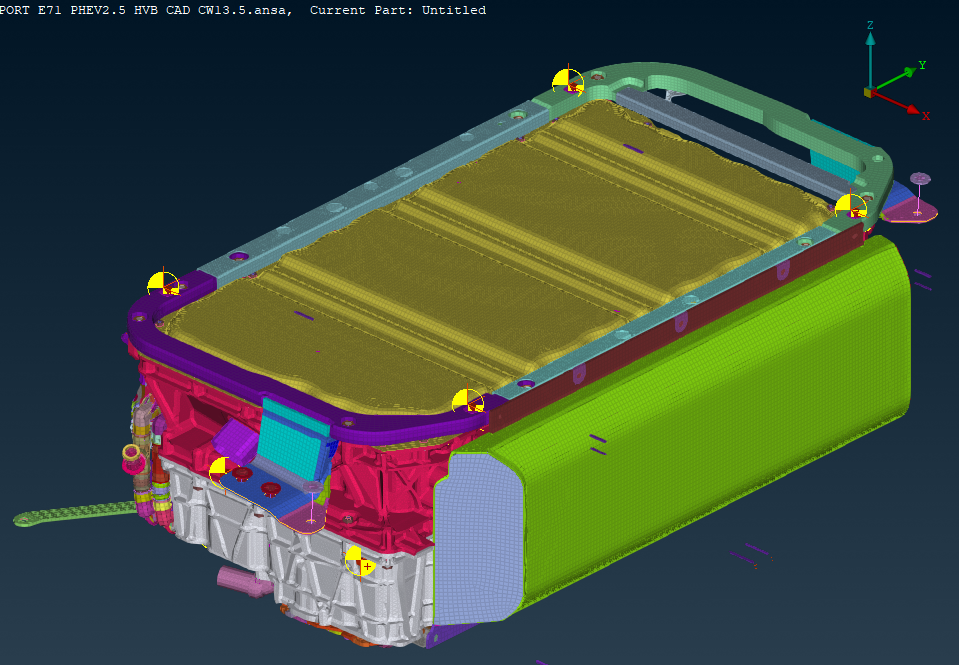 PORT E71 PHEV2.5 HVB CAD CW13.5.ansa,  Current Part: Untitled
Z
Y
X